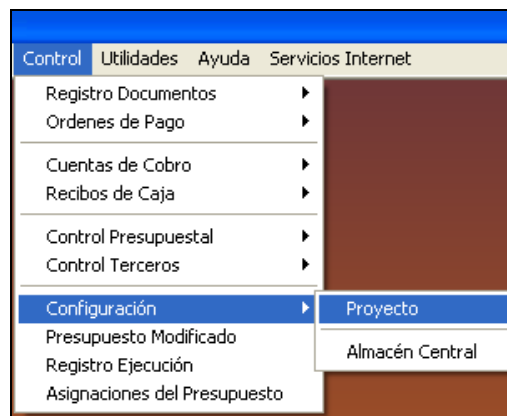 Control Utilidades Ayuda Servicios Internet
Registro Documentos
Ordenes de Pago
Cuentas de Cobro
Recibos de Caja
Control Presupuestal
Control Terceros
Configuración
Proyecto
Presupuesto Modificado
Almacén Central
Registro Ejecución
Asignaciones del Presupuesto